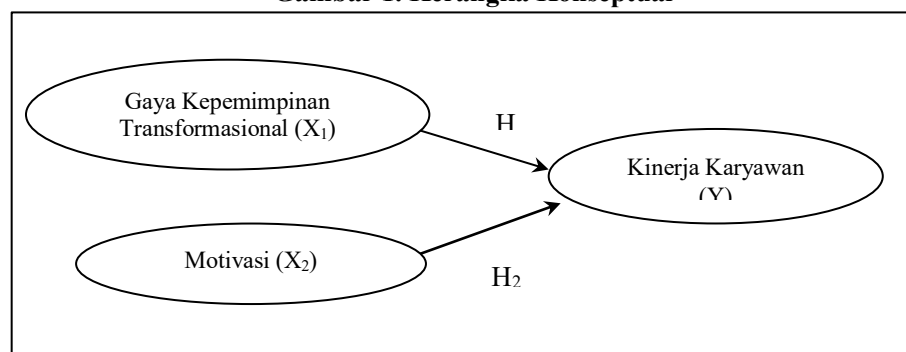 Gambar 1. Kerangka Konseptual
Gaya Kepemimpinan
Transformasional (X₁)
H
Kinerja Karyawan
(Y)
Motivasi (X₂)
H₂